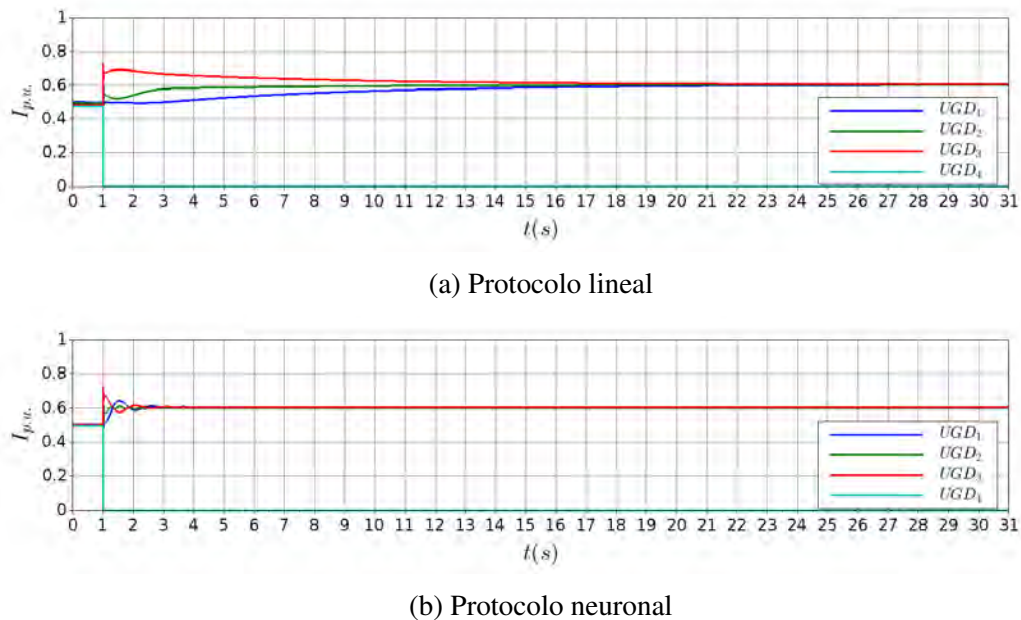 1
0.8
0.6
0.4
0.2
0
I_{p.u.}
UGD_1
UGD_2
UGD_3
UGD_4
0 1 2 3 4 5 6 7 8 9 10 11 12 13 14 15 16 17 18 19 20 21 22 23 24 25 26 27 28 29 30 31
t(s)
(a) Protocolo lineal
1
0.8
0.6
0.4
0.2
0
I_{p.u.}
UGD_1
UGD_2
UGD_3
UGD_4
0 1 2 3 4 5 6 7 8 9 10 11 12 13 14 15 16 17 18 19 20 21 22 23 24 25 26 27 28 29 30 31
t(s)
(b) Protocolo neuronal